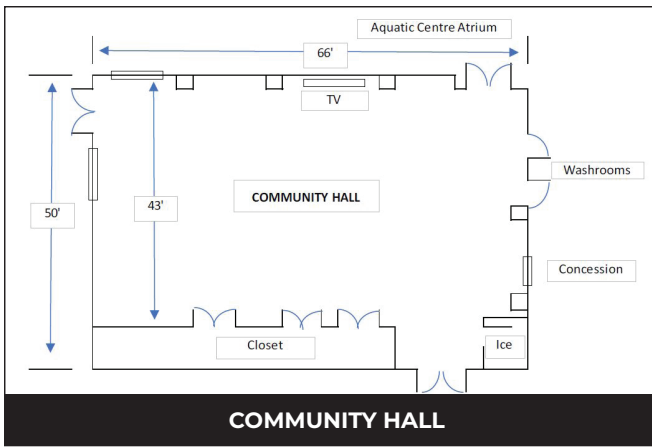 Aquatic Centre Atrium
66'
TV
Washrooms
COMMUNITY HALL
43'
50'
Concession
Closet
Ice
COMMUNITY HALL